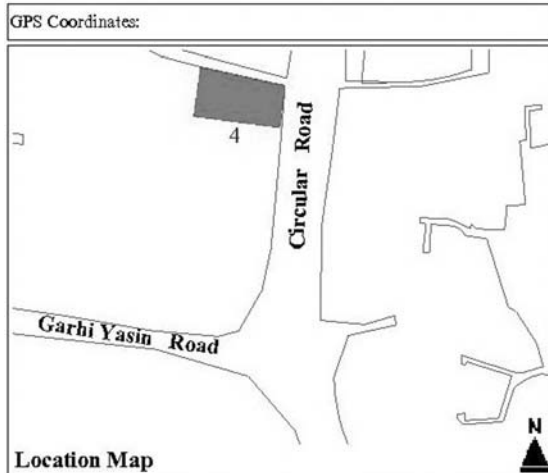 GPS Coordinates:
4
Circular Road
Garhi Yasin Road
N
Location Map